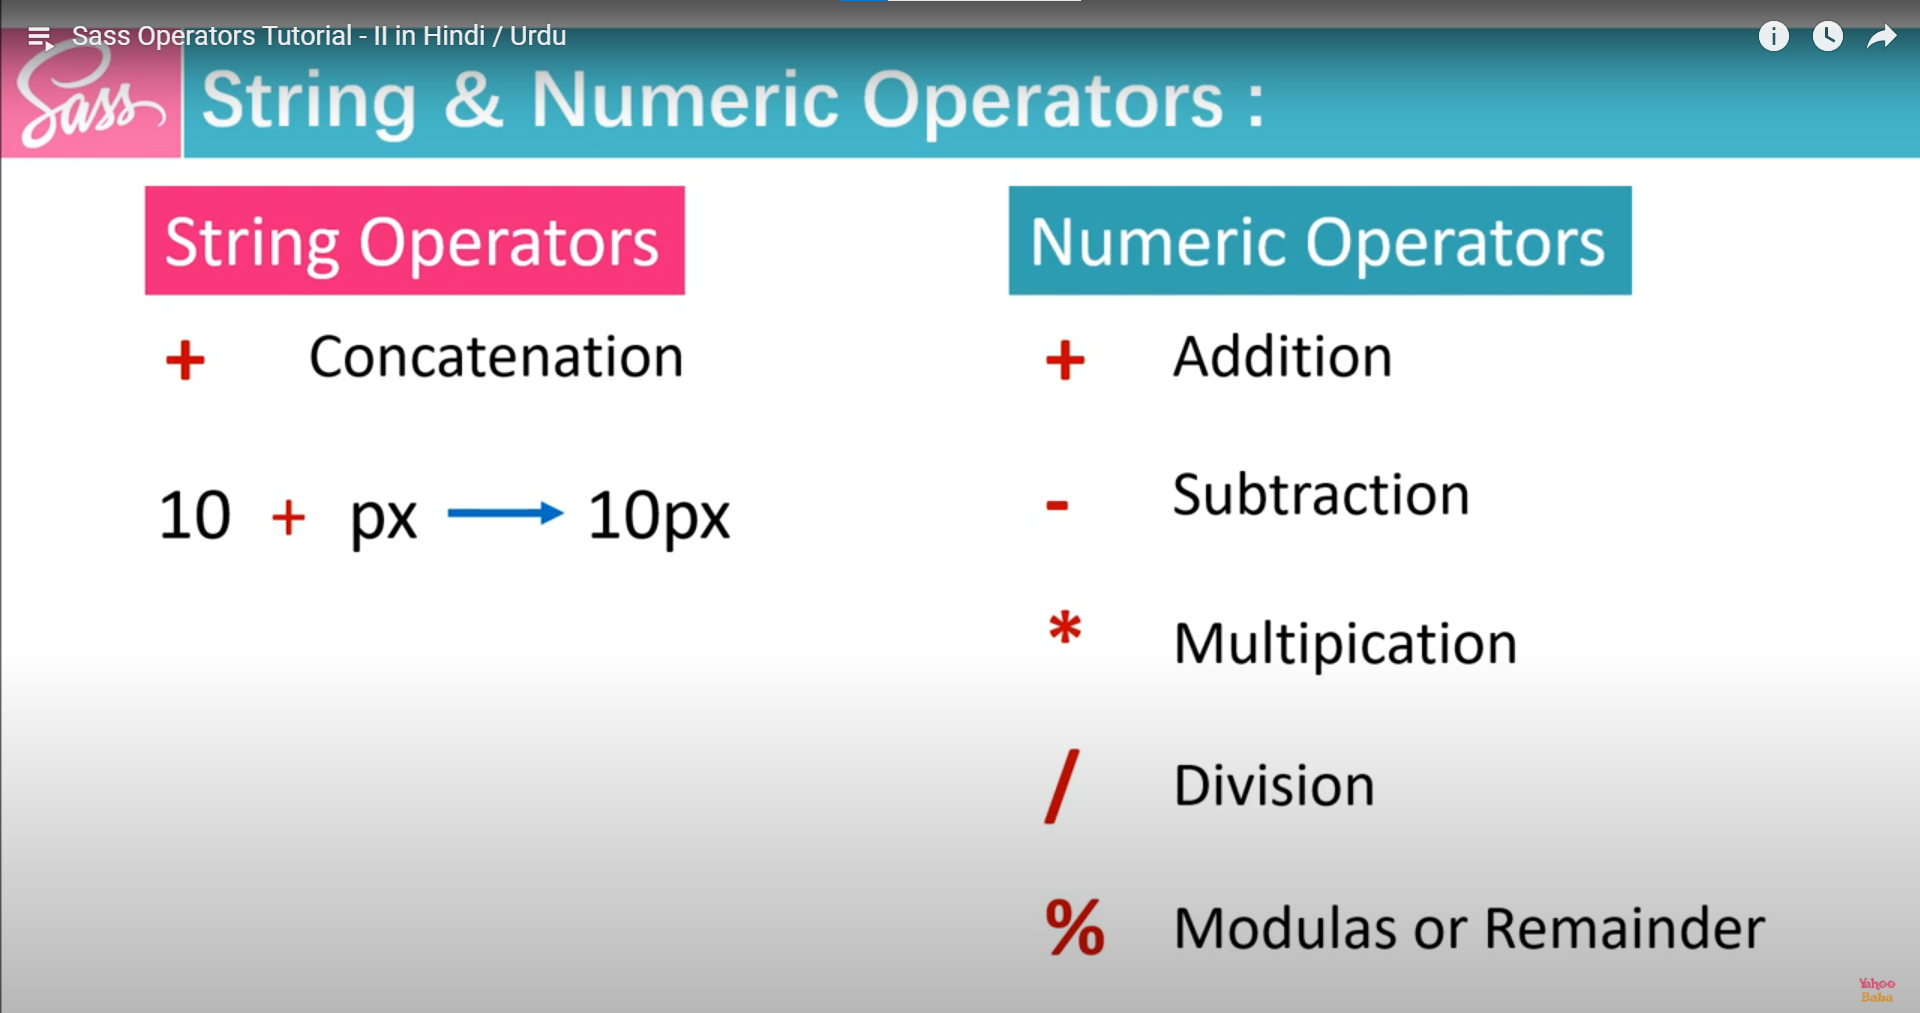 Sass Operators Tutorial - II in Hindi / Urdu
Sass
String & Numeric Operators :
String Operators
+ Concatenation
10 + px → 10px
Numeric Operators
+ Addition
- Subtraction
* Multipication
/ Division
% Modulas or Remainder
Yahoo
Baba